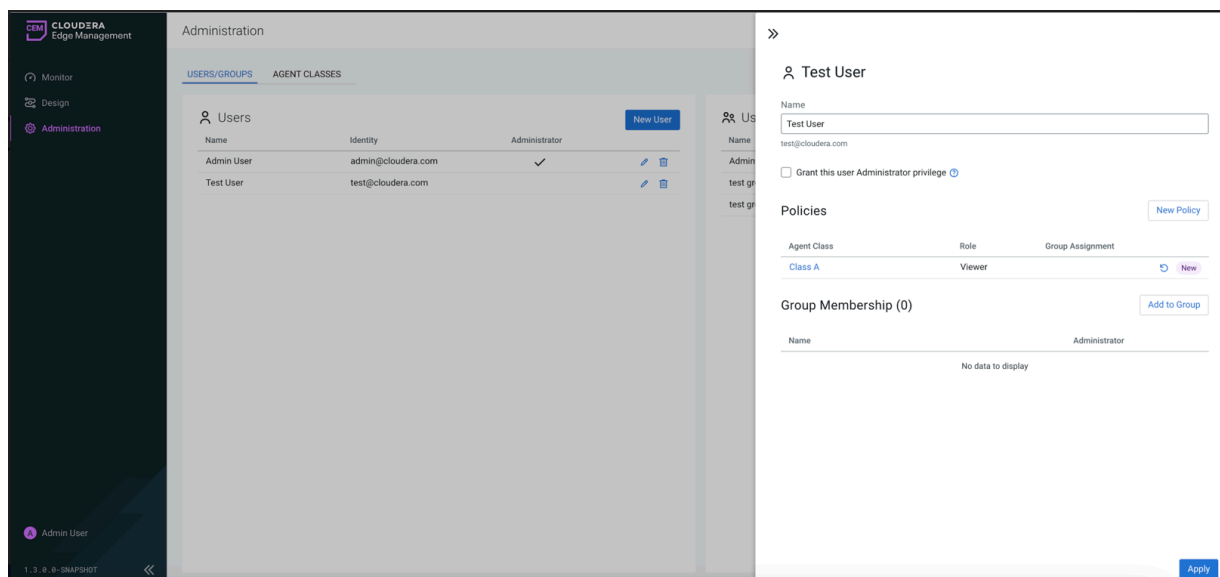 CEM CLOUDERA
Edge Management
Monitor
Design
Administration
Admin User
1.3.0.0-SNAPSHOT
Administration
USERS/GROUPS AGENT CLASSES
Users New User
Name Identity Administrator
Admin User admin@cloudera.com
Test User test@cloudera.com
Us
Name
Admin
test gr
test gr
Test User
Name
Test User
test@cloudera.com
Grant this user Administrator privilege
Policies New Policy
Agent Class Role Group Assignment
Class A Viewer New
Group Membership (0) Add to Group
Name Administrator
No data to display
Apply